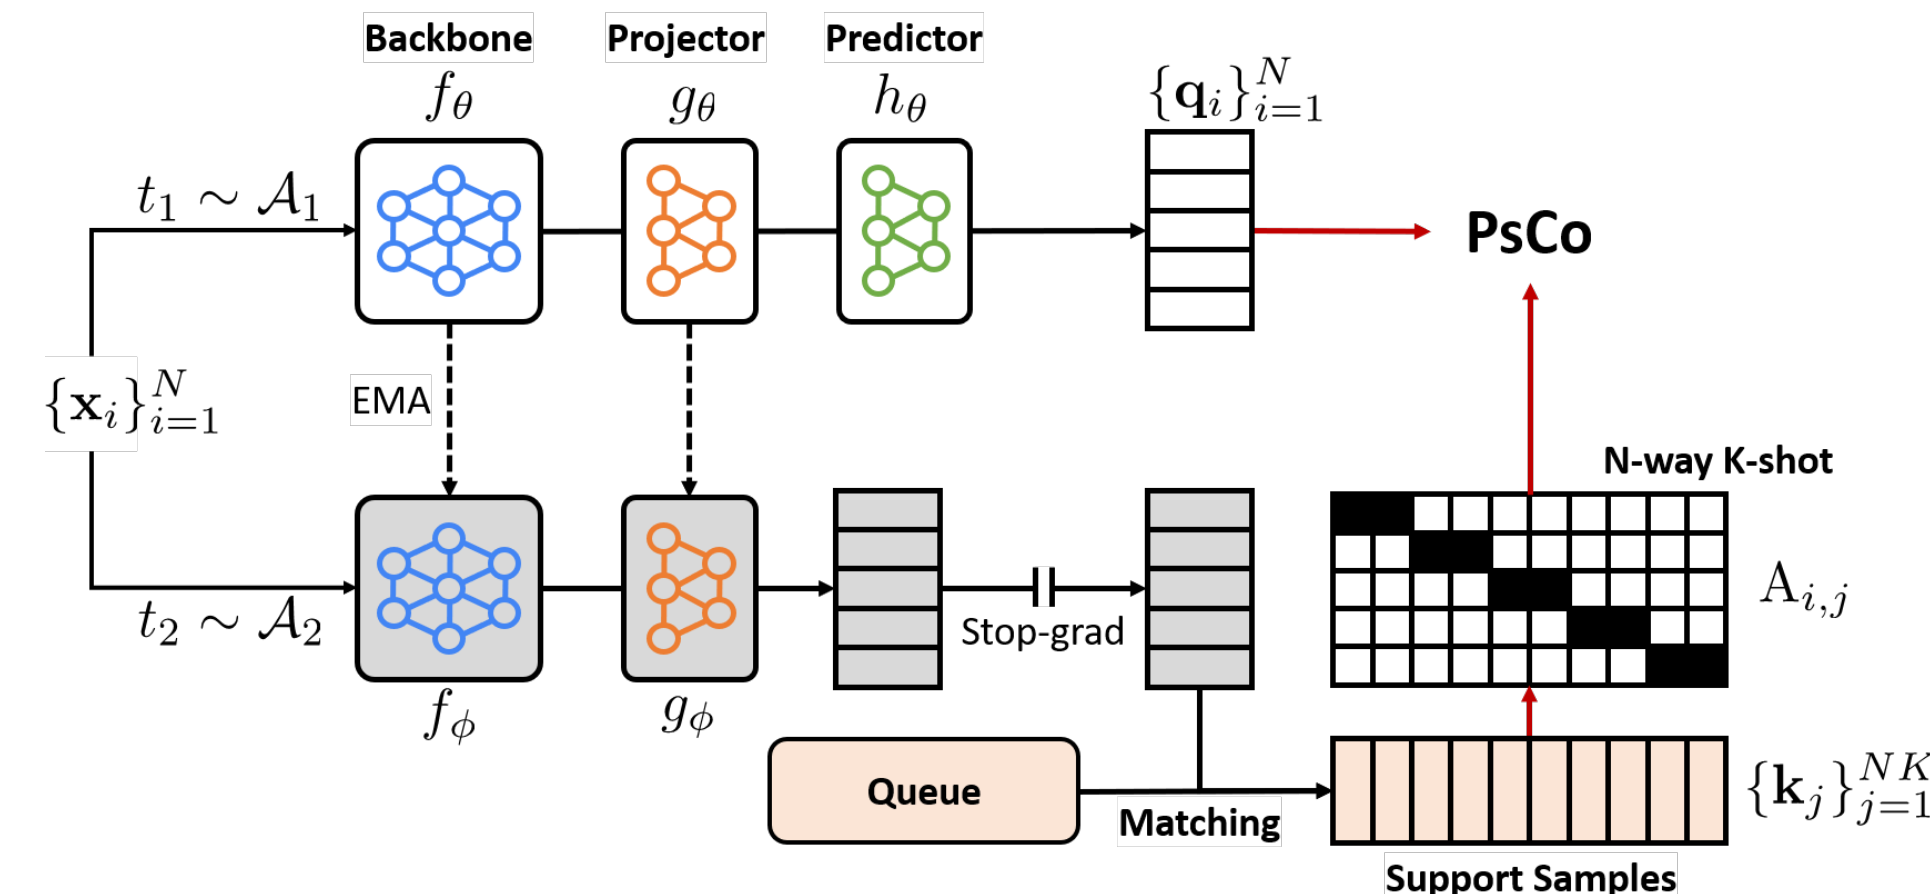 Backbone Projector Predictor
f_θ g_θ h_θ {q_i}_{i=1}^N
t_1 ∼ 𝒜_1
PsCo
{x_i}_{i=1}^N
EMA
N-way K-shot
A_{i,j}
t_2 ∼ 𝒜_2
Stop-grad
f_ϕ g_ϕ
Queue
Matching
{k_j}_{j=1}^{NK}
Support Samples